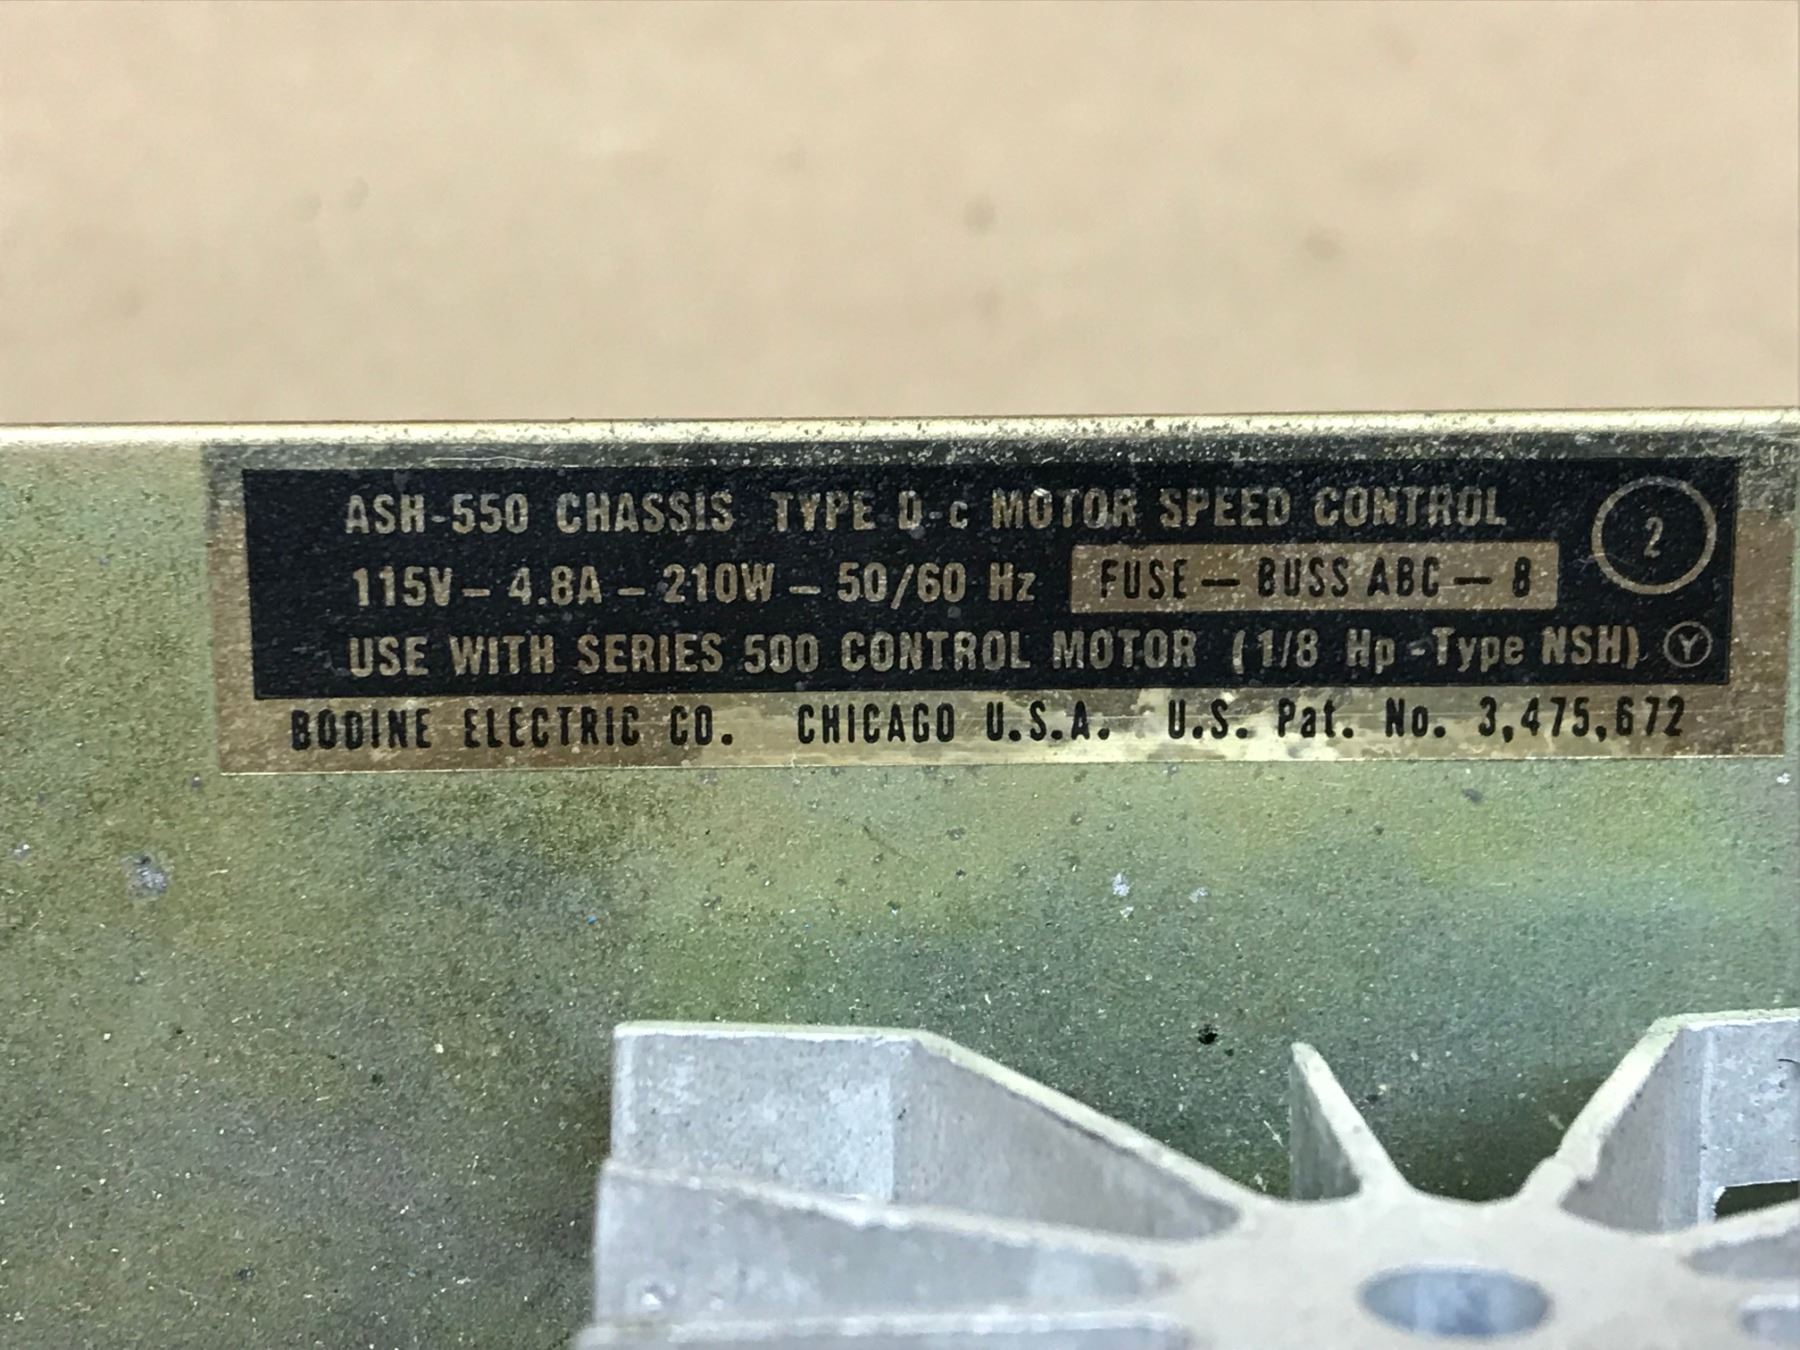 ASH-550 CHASSIS TYPE D-c MOTOR SPEED CONTROL 2
115V - 4.8A - 210W - 50/60 Hz FUSE - BUSS ABC - 8
USE WITH SERIES 500 CONTROL MOTOR (1/8 Hp - Type NSH) Y
BODINE ELECTRIC CO. CHICAGO U.S.A. U.S. Pat. No. 3,475,672